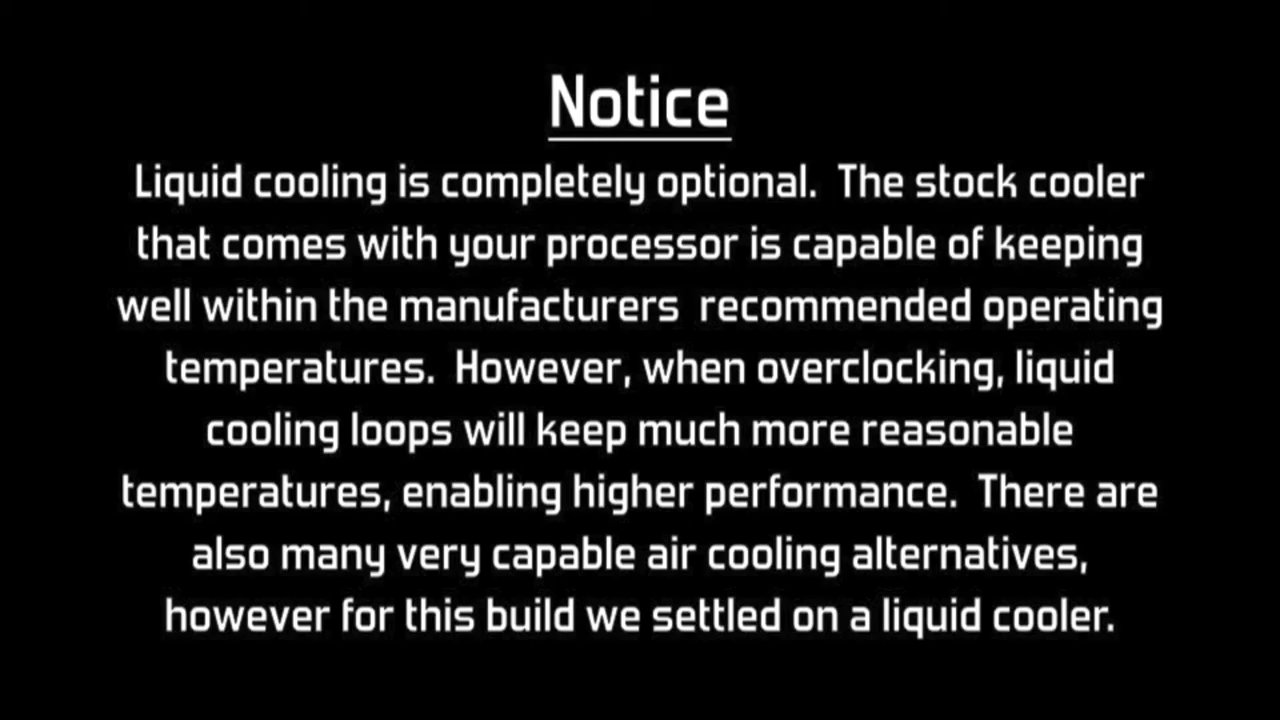 Notice
Liquid cooling is completely optional.  The stock cooler
that comes with your processor is capable of keeping
well within the manufacturers  recommended operating
temperatures.  However, when overclocking, liquid
cooling loops will keep much more reasonable
temperatures, enabling higher performance.  There are
also many very capable air cooling alternatives,
however for this build we settled on a liquid cooler.